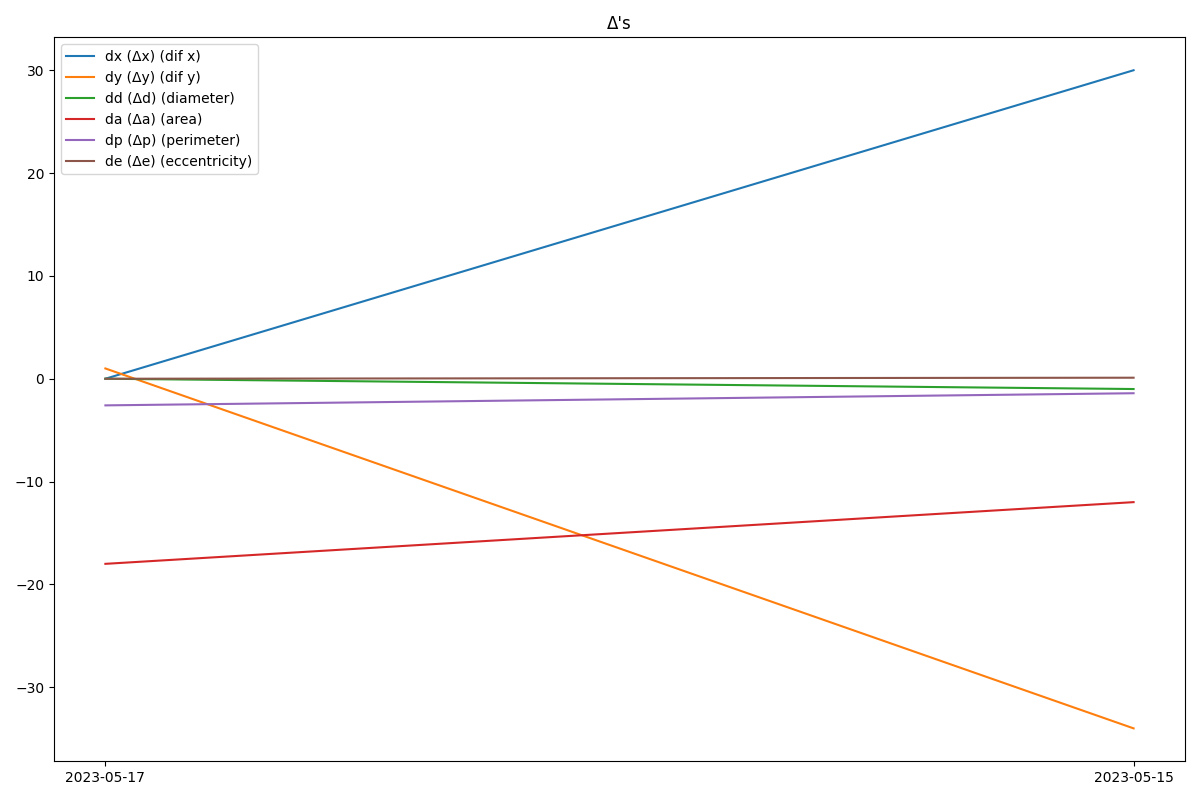 Δ's
dx (Δx) (dif x)
dy (Δy) (dif y)
dd (Δd) (diameter)
da (Δa) (area)
dp (Δp) (perimeter)
de (Δe) (eccentricity)
30
20
10
0
−10
−20
−30
2023-05-17 2023-05-15